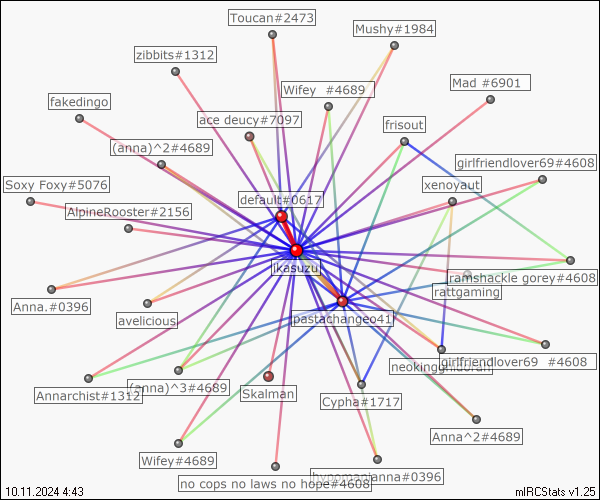 Toucan#2473
Mushy#1984
zibbits#1312
Mad #6901
Wifey #4689
fakedingo
ace deucy#7097
frisout
(anna)^2#4689
girlfriendlover69#4608
xenoyaut
Soxy Foxy#5076
default#0617
AlpineRooster#2156
jkasuzu
ramshackle gorey#4608
rattgaming
Anna.#0396
avelicious
pastachangeo41
girlfriendlover69 #4608
neokingghidorah
(anna)^3#4689
Annarchist#1312
Skalman
Cypha#1717
Anna^2#4689
Wifey#4689
hypomanianna#0396
no cops no laws no hope#4608
10.11.2024 4:43
mIRCStats v1.25